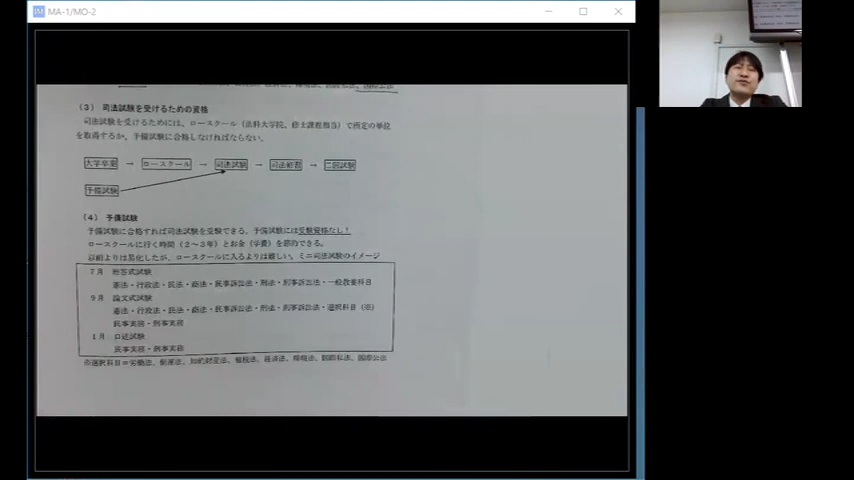 MA-1/MO-2
(3) 司法試験を受けるための資格
司法試験を受けるためには、ロースクール(法科大学院、修士課程相当)で所定の単位
を取得するか、予備試験に合格しなければならない。
大学卒業 → ロースクール → 司法試験 → 司法修習 → 二回試験
予備試験
(4) 予備試験
予備試験に合格すれば司法試験を受験できる。予備試験には受験資格なし!
ロースクールに行く時間(2~3年)とお金(学費)を節約できる。
以前よりは易化したが、ロースクールに入るよりは難しい。ミニ司法試験のイメージ
7月 短答式試験
憲法・行政法・民法・商法・民事訴訟法・刑法・刑事訴訟法・一般教養科目
9月 論文式試験
憲法・行政法・民法・商法・民事訴訟法・刑法・刑事訴訟法・選択科目(※)
民事実務・刑事実務
1月 口述試験
民事実務・刑事実務
※選択科目=労働法、倒産法、知的財産法、租税法、経済法、環境法、国際私法、国際公法